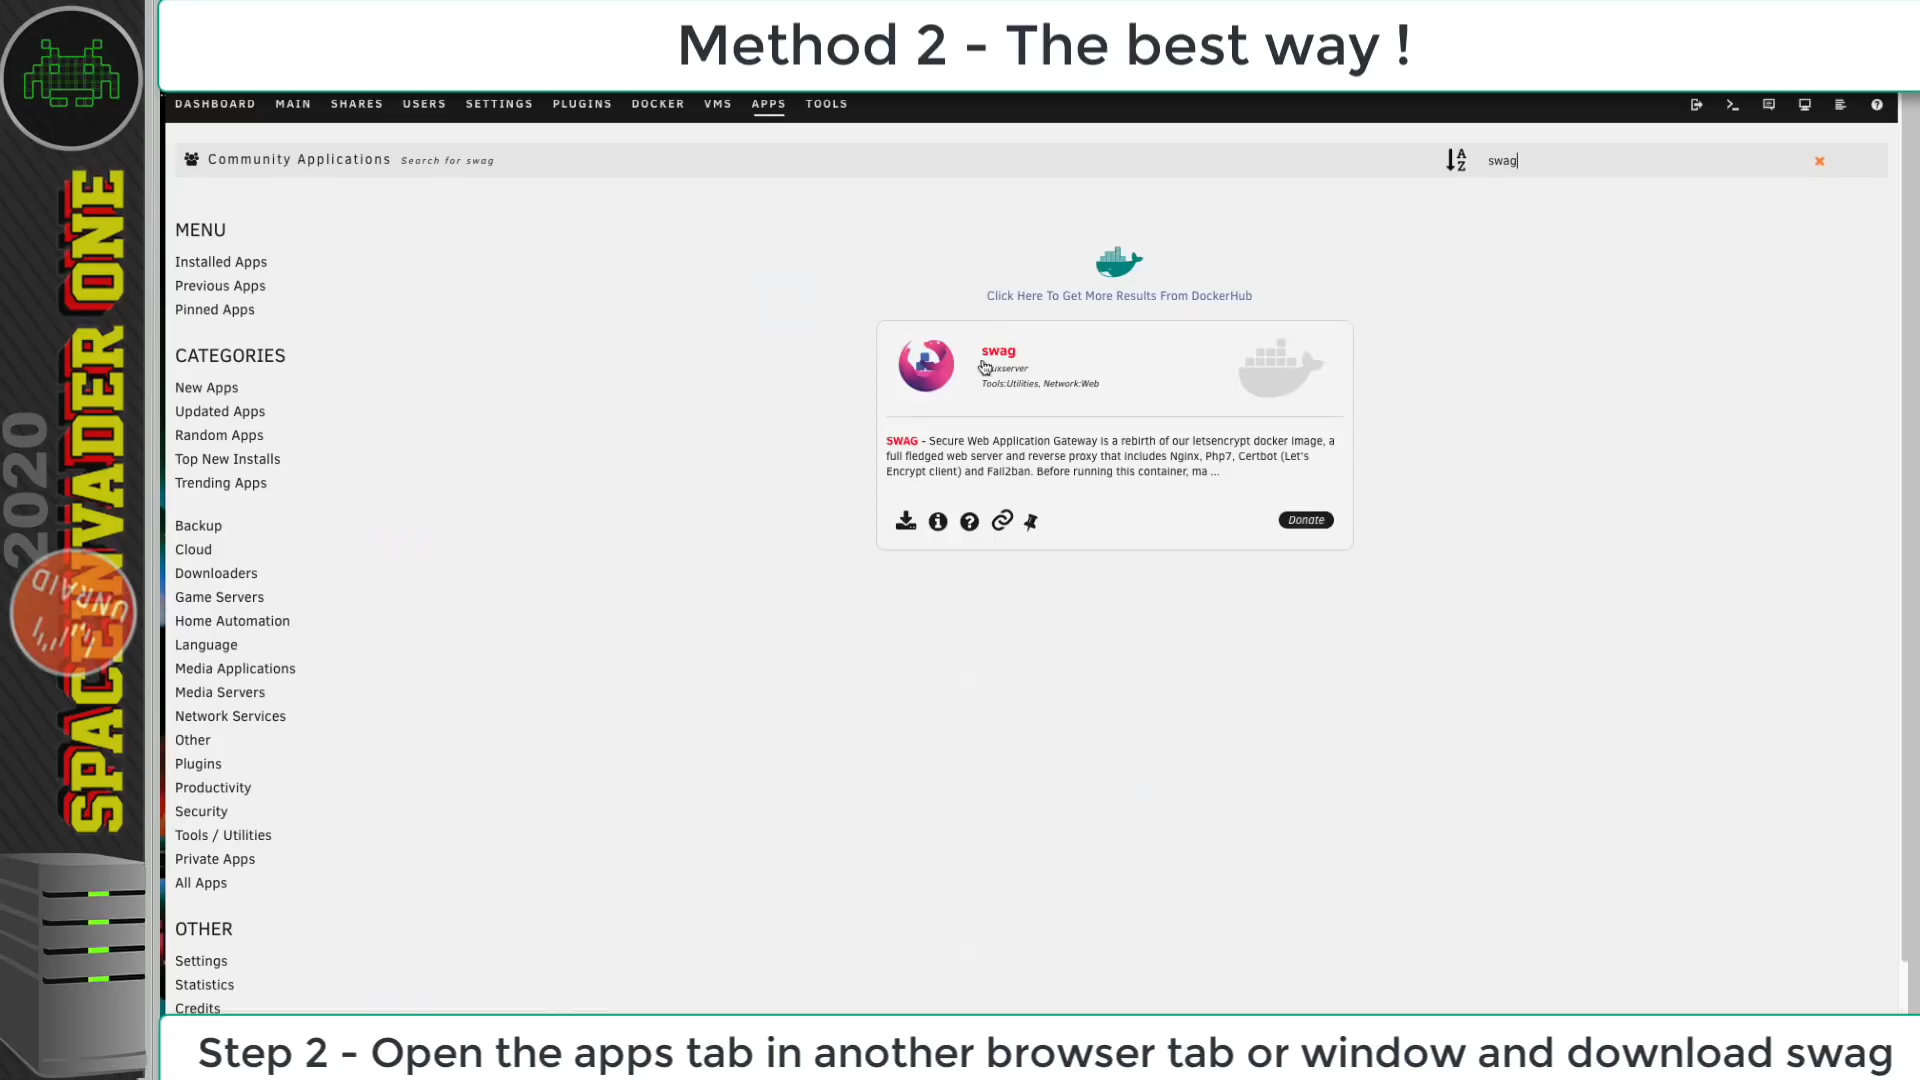 Method 2 - The best way !
DASHBOARD MAIN SHARES USERS SETTINGS PLUGINS DOCKER VMS APPS TOOLS
Community Applications Search for swag
swag
MENU
Installed Apps
Previous Apps
Pinned Apps
CATEGORIES
New Apps
Updated Apps
Random Apps
Top New Installs
Trending Apps
Backup
Cloud
Downloaders
Game Servers
Home Automation
Language
Media Applications
Media Servers
Network Services
Other
Plugins
Productivity
Security
Tools / Utilities
Private Apps
All Apps
OTHER
Settings
Statistics
Credits
Click Here To Get More Results From DockerHub
swag
Tools:Utilities, Network:Web
SWAG - Secure Web Application Gateway is a rebirth of our letsencrypt docker image, a
full fledged web server and reverse proxy that includes Nginx, Php7, Certbot (Let's
Encrypt client) and Fail2ban. Before running this container, ma ...
Donate
Step 2 - Open the apps tab in another browser tab or window and download swag
2020
SPACEINVADER ONE
UNRAID